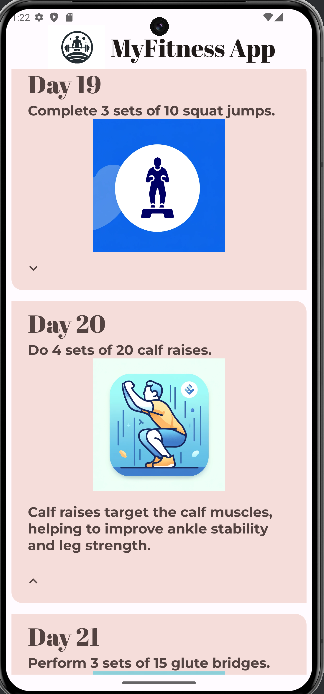 1:22
MyFitness App
Day 19
Complete 3 sets of 10 squat jumps.
Day 20
Do 4 sets of 20 calf raises.
Calf raises target the calf muscles,
helping to improve ankle stability
and leg strength.
Day 21
Perform 3 sets of 15 glute bridges.